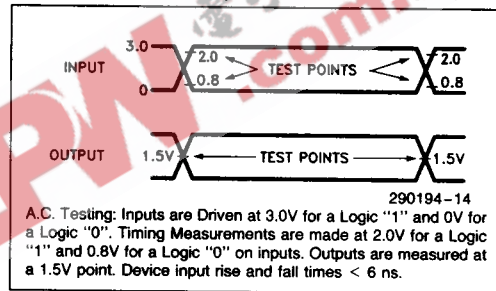 3.0
INPUT
2.0
TEST POINTS
2.0
0.8
0.8
0
OUTPUT
1.5V
TEST POINTS
1.5V
290194-14
A.C. Testing: Inputs are Driven at 3.0V for a Logic "1" and 0V for
a Logic "0". Timing Measurements are made at 2.0V for a Logic
"1" and 0.8V for a Logic "0" on inputs. Outputs are measured at
a 1.5V point. Device input rise and fall times < 6 ns.
.com